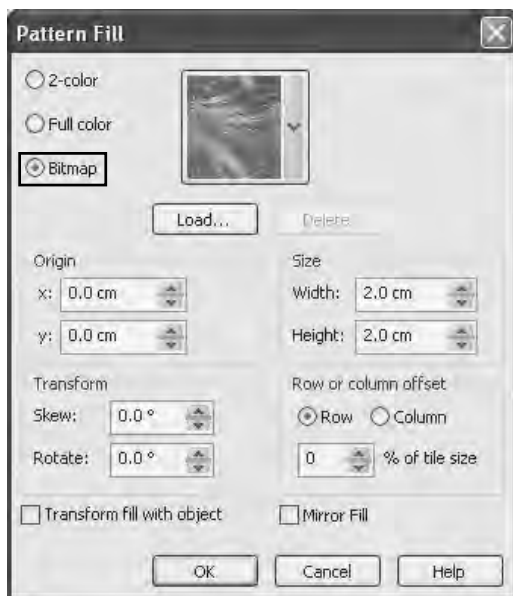 Pattern Fill
2-color
Full color
Bitmap
Load... Delete
Origin Size
x: 0.0 cm Width: 2.0 cm
y: 0.0 cm Height: 2.0 cm
Transform Row or column offset
Skew: 0.0 ° Row Column
Rotate: 0.0 ° 0 % of tile size
Transform fill with object Mirror Fill
OK Cancel Help